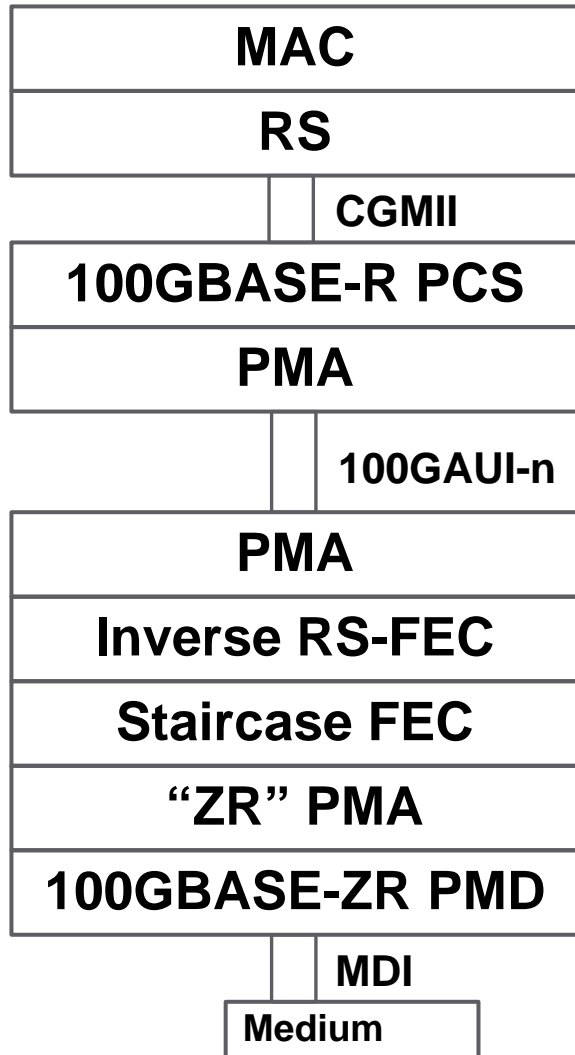 MAC
RS
CGMII
100GBASE-R PCS
PMA
100GAUI-n
PMA
Inverse RS-FEC
Staircase FEC
“ZR” PMA
100GBASE-ZR PMD
MDI
Medium